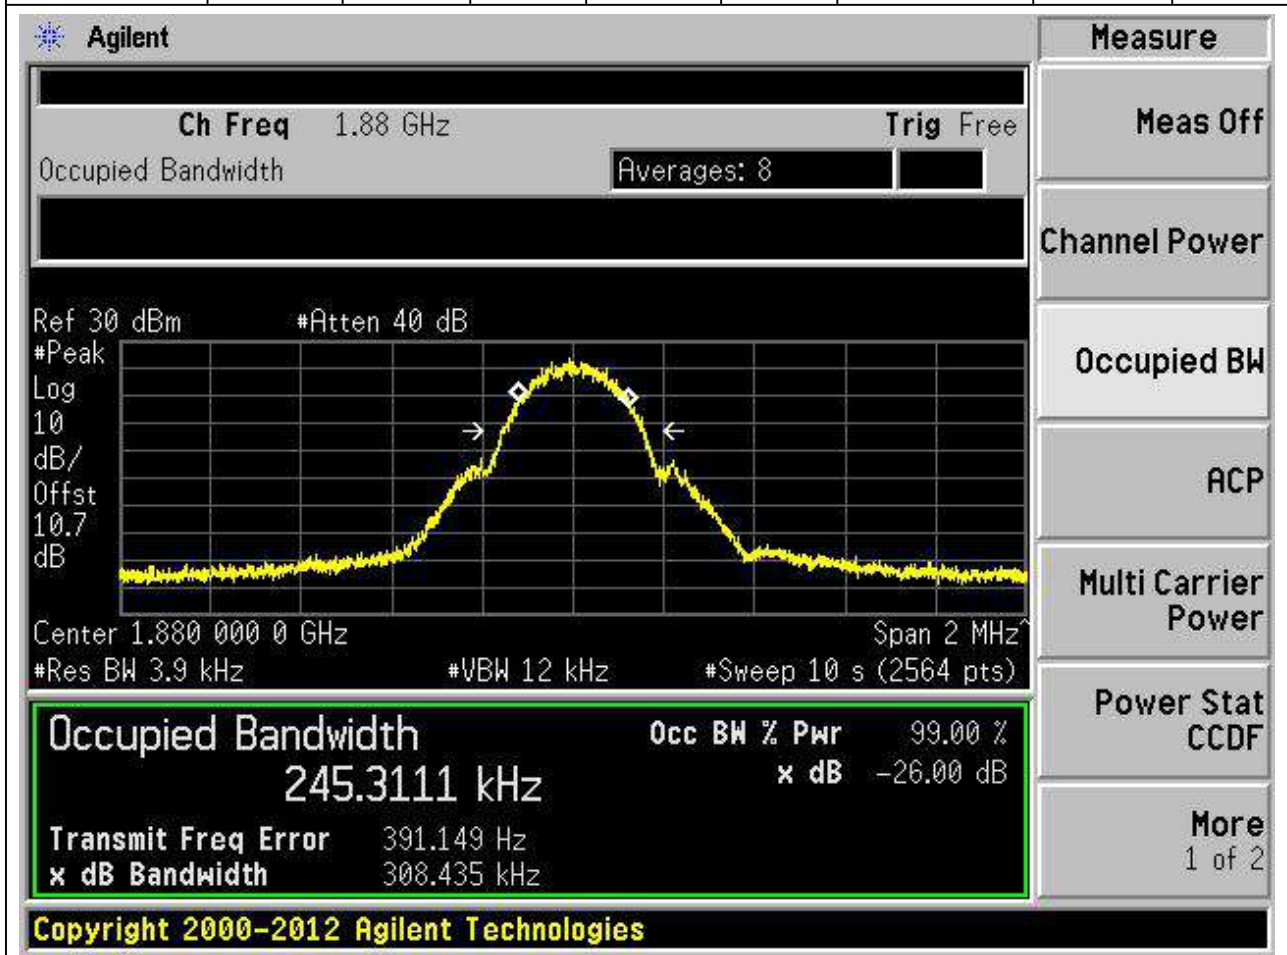 Agilent
Measure
Ch Freq 1.88 GHz Trig Free
Occupied Bandwidth Averages: 8
Meas Off
Channel Power
Occupied BW
ACP
Multi Carrier
Power
Power Stat
CCDF
More
1 of 2
Ref 30 dBm #Atten 40 dB
#Peak
Log
10
dB/
Offst
10.7
dB
Center 1.880 000 0 GHz Span 2 MHz^
#Res BW 3.9 kHz #VBW 12 kHz #Sweep 10 s (2564 pts)
Occupied Bandwidth Occ BW % Pwr 99.00 %
245.3111 kHz x dB -26.00 dB
Transmit Freq Error 391.149 Hz
x dB Bandwidth 308.435 kHz
Copyright 2000-2012 Agilent Technologies